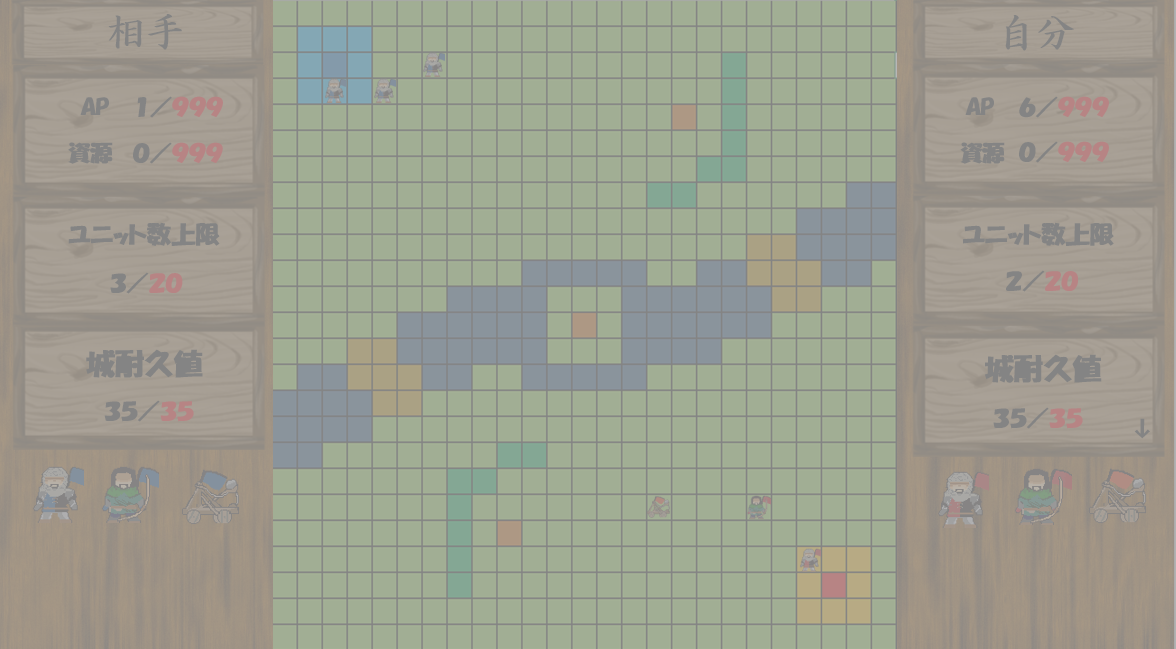 相手
AP 1/999
資源 0/999
ユニット数上限
3/20
城耐久値
35/35
自分
AP 6/999
資源 0/999
ユニット数上限
2/20
城耐久値
35/35
↓